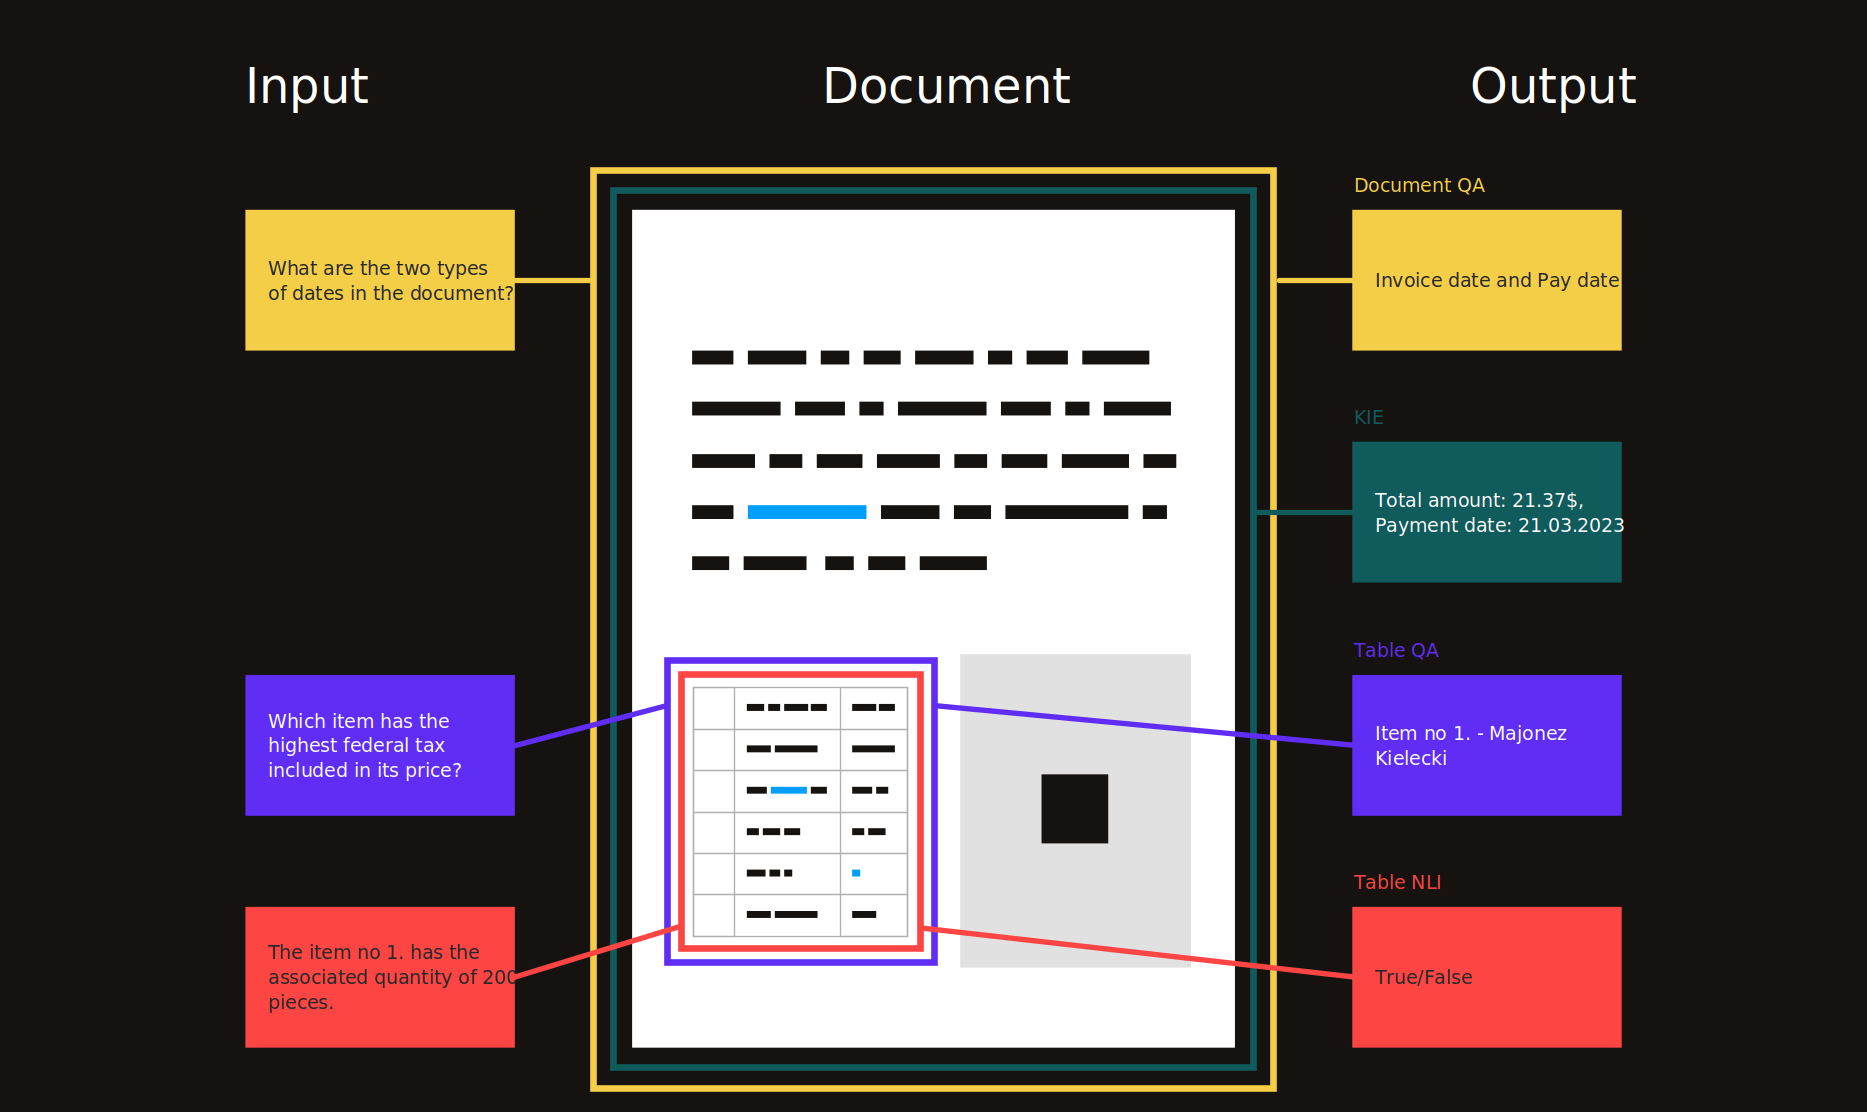 Input
Document
Output
Document QA
What are the two types
of dates in the document?
Invoice date and Pay date
KIE
Total amount: 21.37$,
Payment date: 21.03.2023
Table QA
Which item has the
highest federal tax
included in its price?
Item no 1. - Majonez
Kielecki
Table NLI
The item no 1. has the
associated quantity of 200
pieces.
True/False